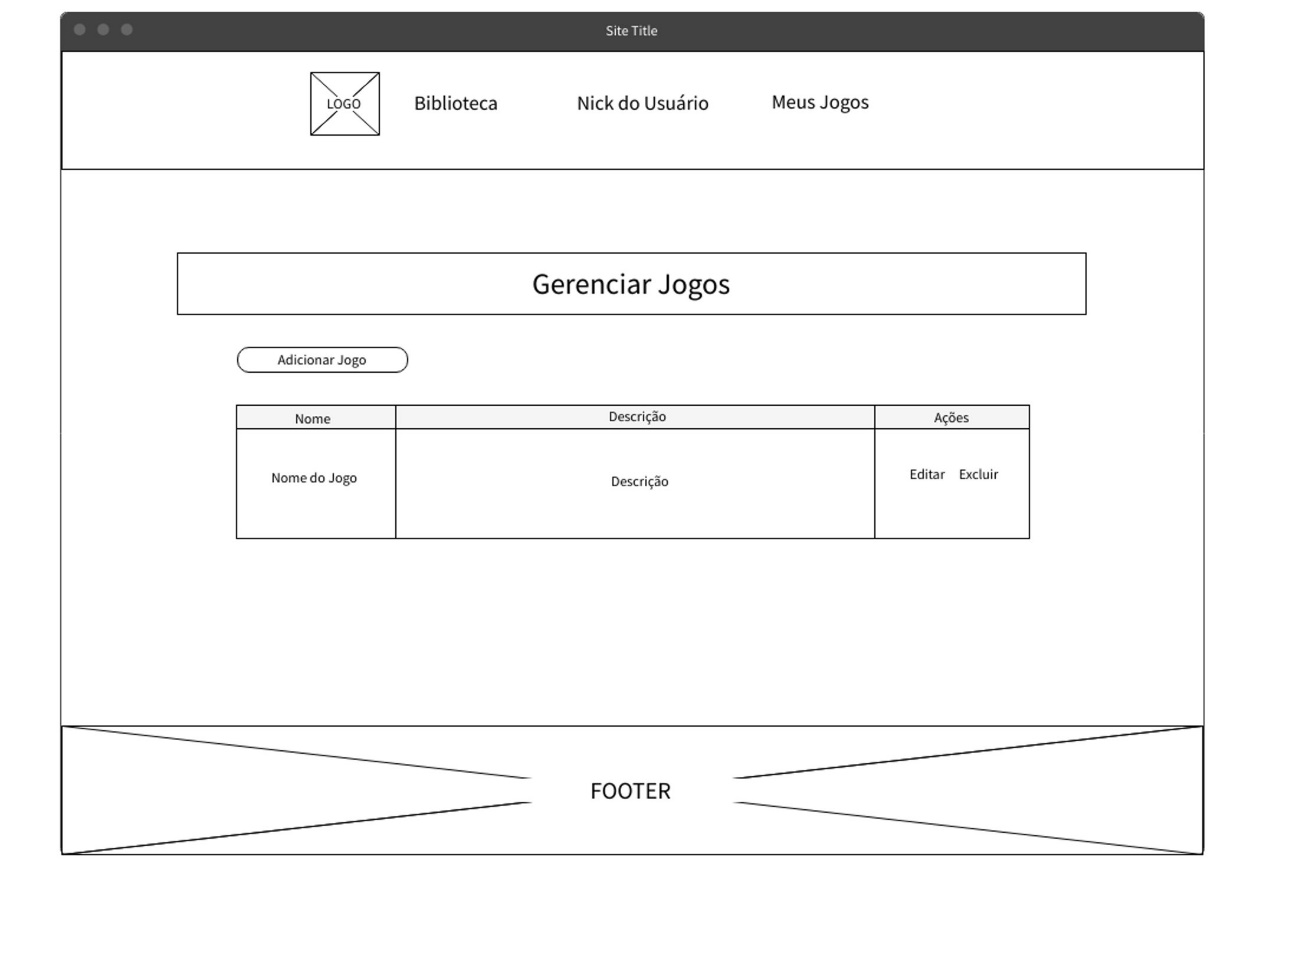 Site Title
LOGO
Biblioteca
Nick do Usuário
Meus Jogos
Gerenciar Jogos
Adicionar Jogo
Nome
Descrição
Ações
Nome do Jogo
Descrição
Editar
Excluir
FOOTER